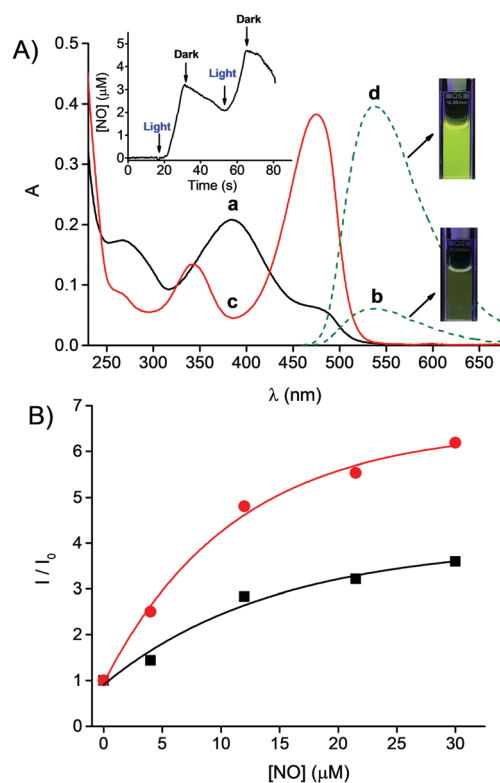 A)
0.5
0.4
0.3
0.2
0.1
0.0
A
250 300 350 400 450 500 550 600 650
λ (nm)
[NO] (μM)
5
4
3
2
1
0
0 20 40 60 80
Time (s)
Light
Dark
Light
Dark
a
c
d
b
QS
10.00mm
B)
7
6
5
4
3
2
1
0
I / I₀
0 5 10 15 20 25 30
[NO] (μM)